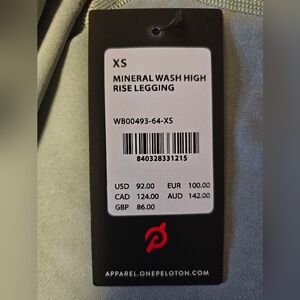 XS
MINERAL WASH HIGH
RISE LEGGING
WB00493-64-XS
840328331215
USD 92.00 EUR 100.00
CAD 124.00 AUD 142.00
GBP 86.00
APPAREL.ONEPELOTON.COM